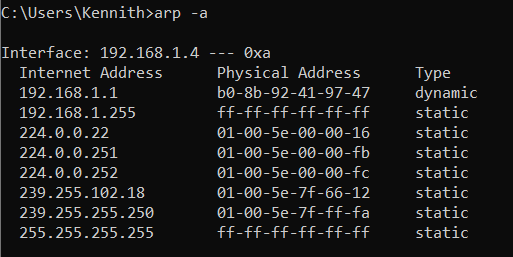 C:\Users\Kennith>arp -a
Interface: 192.168.1.4 --- 0xa
Internet Address Physical Address Type
192.168.1.1 b0-8b-92-41-97-47 dynamic
192.168.1.255 ff-ff-ff-ff-ff-ff static
224.0.0.22 01-00-5e-00-00-16 static
224.0.0.251 01-00-5e-00-00-fb static
224.0.0.252 01-00-5e-00-00-fc static
239.255.102.18 01-00-5e-7f-66-12 static
239.255.255.250 01-00-5e-7f-ff-fa static
255.255.255.255 ff-ff-ff-ff-ff-ff static